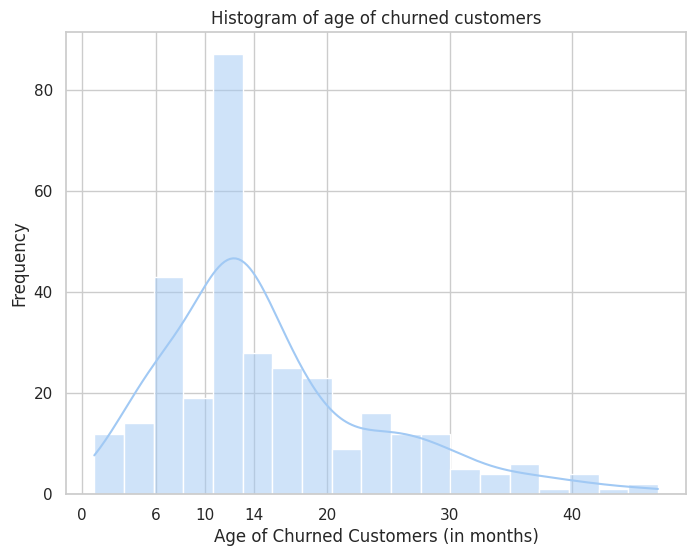 Histogram of age of churned customers
80
60
40
20
0
Frequency
0 6 10 14 20 30 40
Age of Churned Customers (in months)